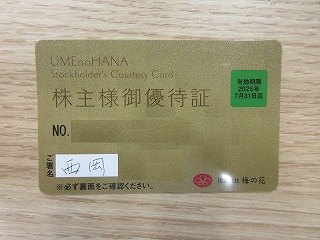 UMEnoHANA
Stockholder's Courtesy Card
株主様御優待証
有効期限
2025年
7月31日迄
NO.
ご署名
西岡
※必ず裏面をご確認ください。
株式会社 梅の花